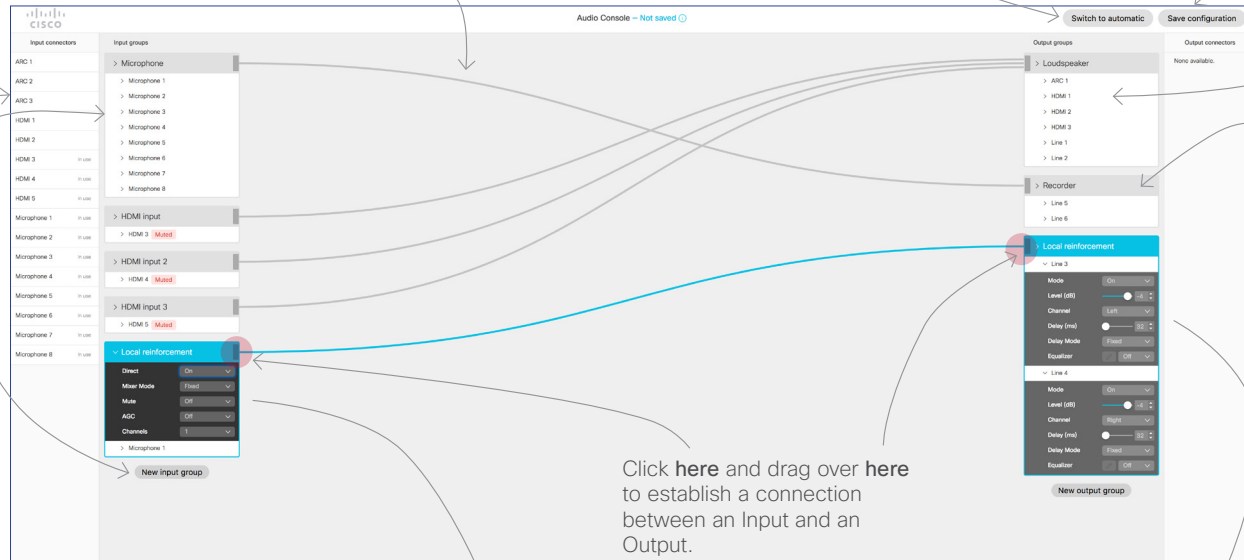 CISCO
Audio Console – Not saved
Switch to automatic
Save configuration
Input connectors
ARC 1
ARC 2
ARC 3
HDMI 1
HDMI 2
HDMI 3 In use
HDMI 4 In use
HDMI 5 In use
Microphone 1 In use
Microphone 2 In use
Microphone 3 In use
Microphone 4 In use
Microphone 5 In use
Microphone 6 In use
Microphone 7 In use
Microphone 8 In use
Input groups
> Microphone
> Microphone 1
> Microphone 2
> Microphone 3
> Microphone 4
> Microphone 5
> Microphone 6
> Microphone 7
> Microphone 8
> HDMI input
> HDMI 3 Muted
> HDMI input 2
> HDMI 4 Muted
> HDMI input 3
> HDMI 5 Muted
Local reinforcement
Direct On
Mixer Mode Fixed
Mute Off
AGC Off
Channels 1
> Microphone 1
New input group
Click here and drag over here
to establish a connection
between an Input and an
Output.
Output groups
> Loudspeaker
> ARC 1
> HDMI 1
> HDMI 2
> HDMI 3
> Line 1
> Line 2
> Recorder
> Line 5
> Line 6
Local reinforcement
Line 3
Mode On
Level (dB) -4
Channel Left
Delay (ms) 32
Delay Mode Fixed
Equalizer Off
Line 4
Mode On
Level (dB) -4
Channel Right
Delay (ms) 32
Delay Mode Fixed
Equalizer Off
New output group
Output connectors
None available.